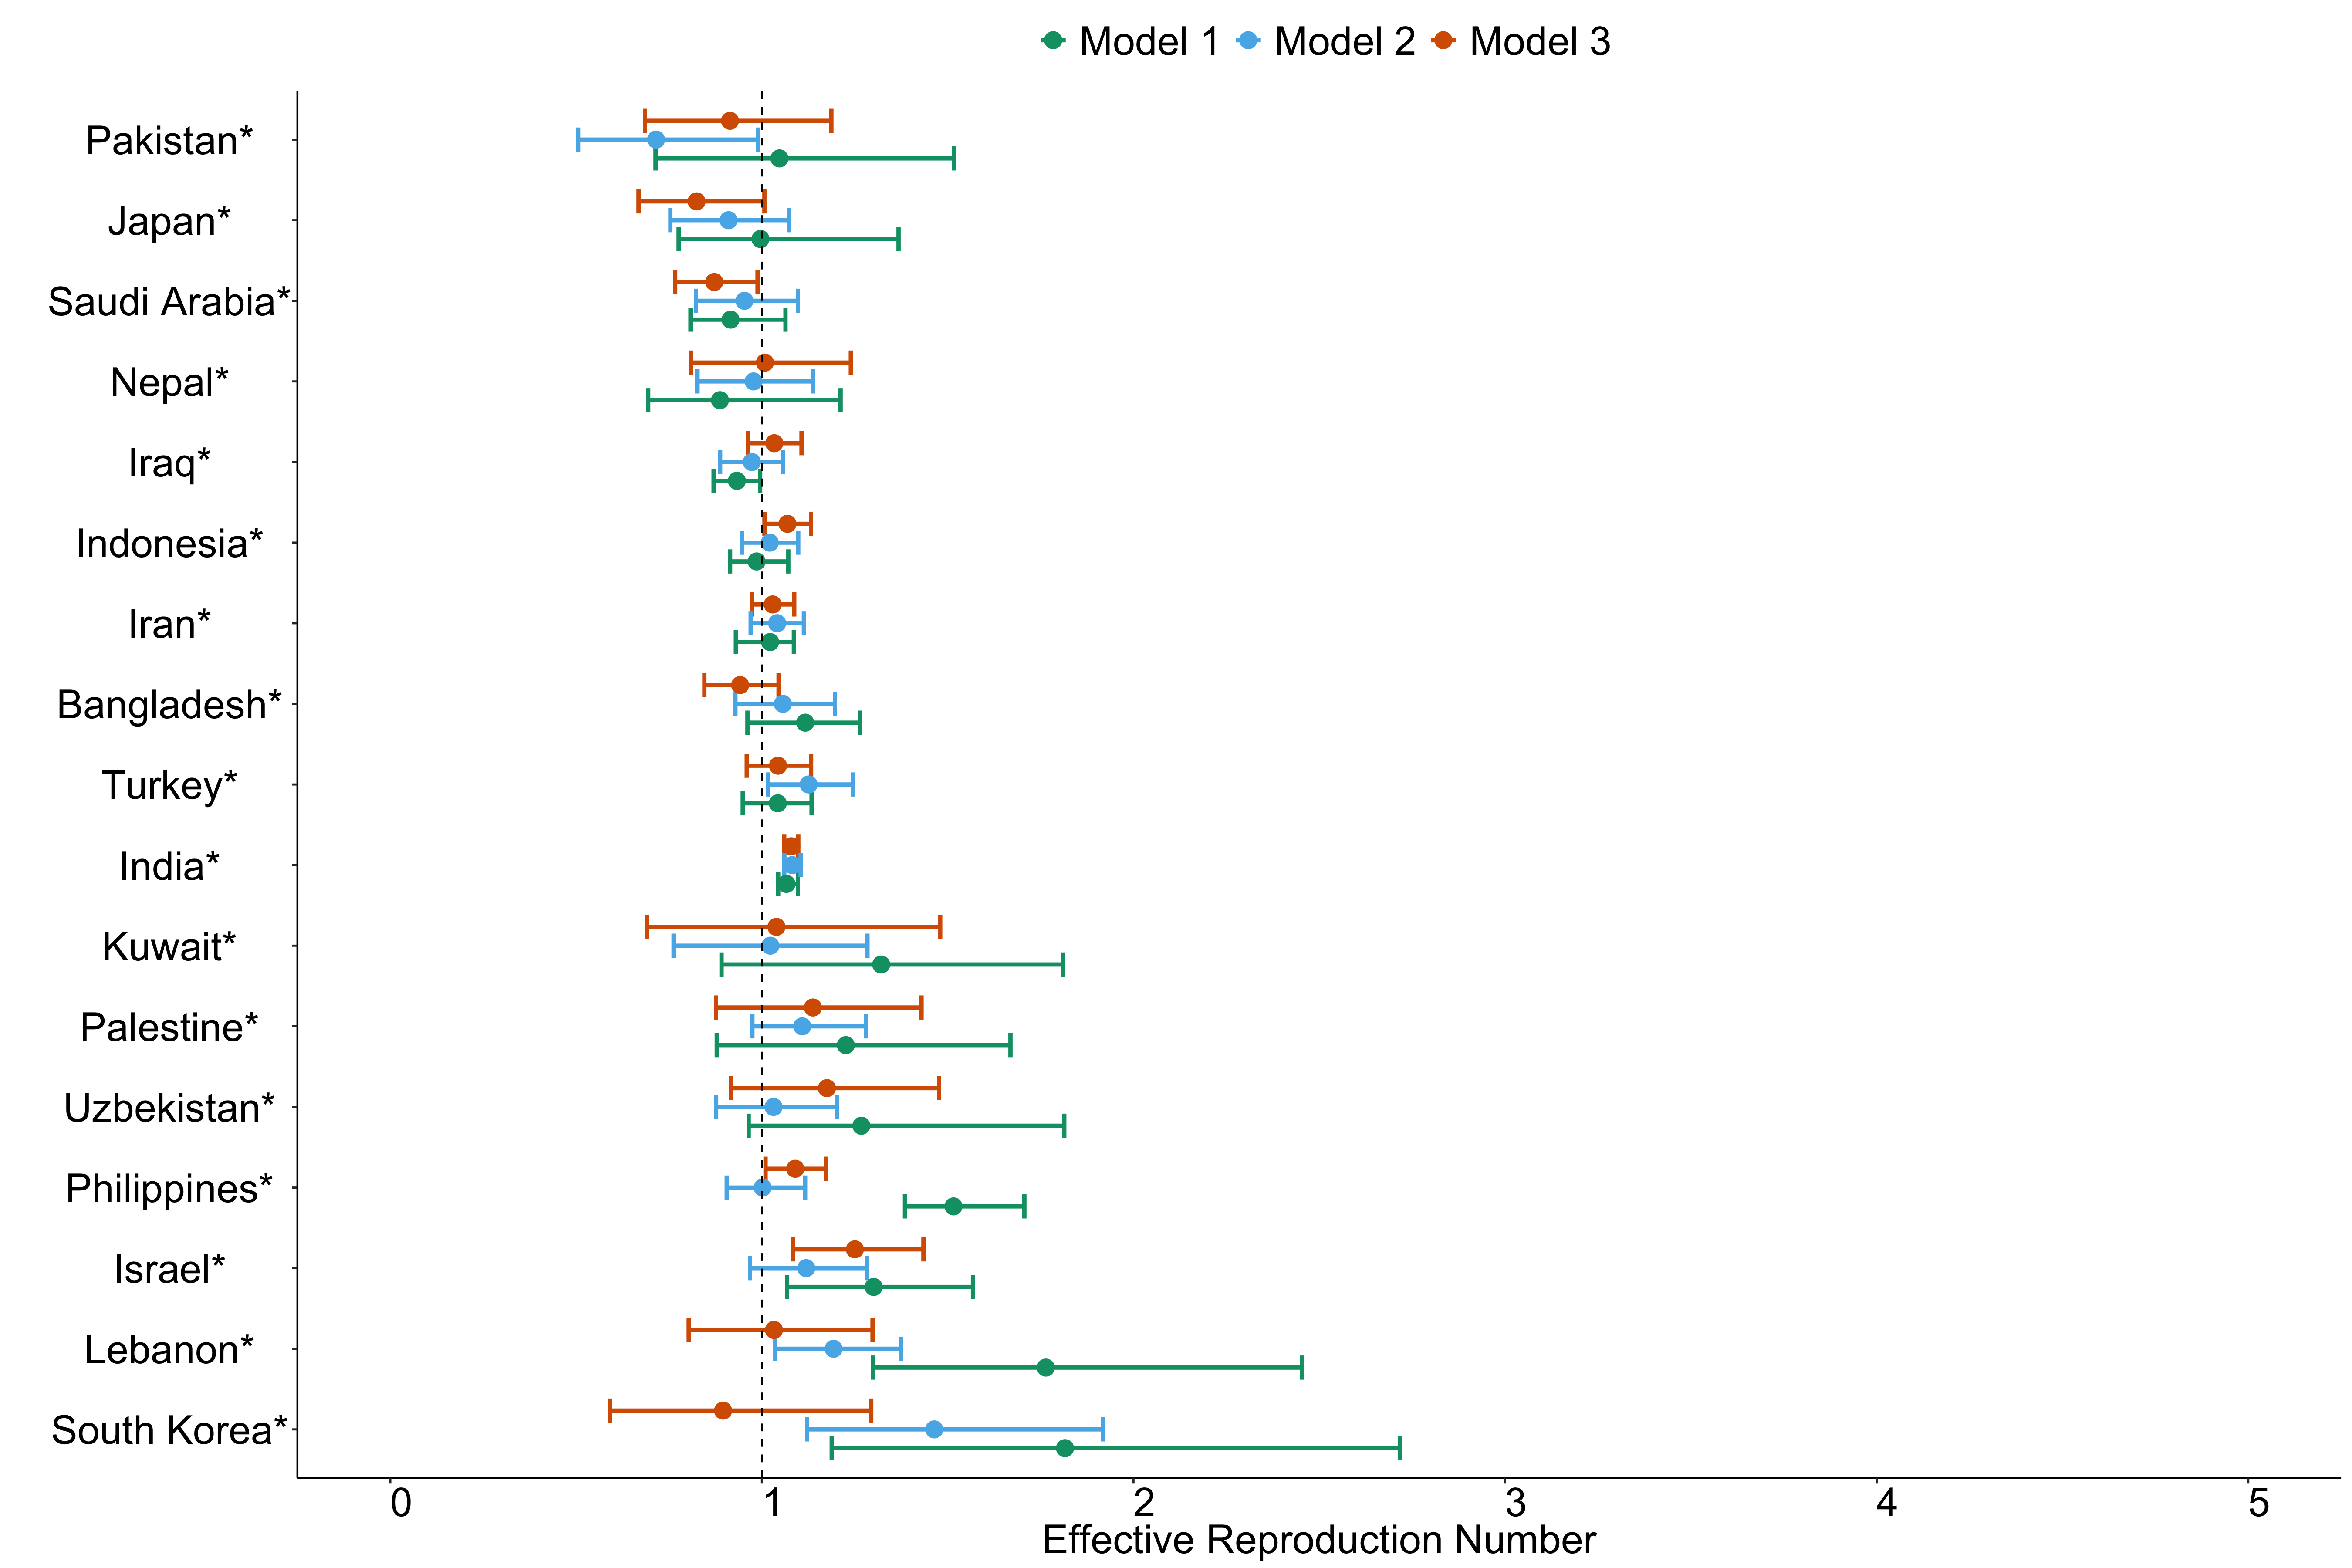 Model 1 Model 2 Model 3
Pakistan*
Japan*
Saudi Arabia*
Nepal*
Iraq*
Indonesia*
Iran*
Bangladesh*
Turkey*
India*
Kuwait*
Palestine*
Uzbekistan*
Philippines*
Israel*
Lebanon*
South Korea*
0 1 2 3 4 5
Effective Reproduction Number